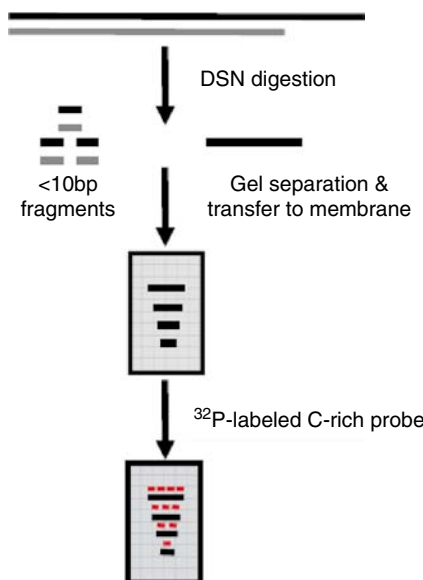 DSN digestion
<10bp
fragments
Gel separation &
transfer to membrane
³²P-labeled C-rich probe